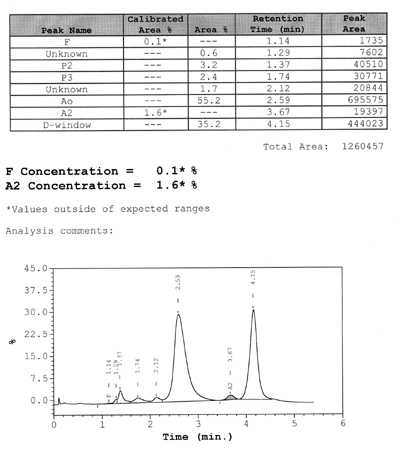 Peak Name Calibrated Area % Area % Retention Time (min) Peak Area
F 0.1* --- 1.14 1735
Unknown --- 0.6 1.29 7602
P2 --- 3.2 1.37 40510
P3 --- 2.4 1.74 30771
Unknown --- 1.7 2.12 20844
Ao --- 55.2 2.59 695575
A2 1.6* --- 3.67 19397
D-window --- 35.2 4.15 444023
Total Area: 1260457
F Concentration = 0.1* %
A2 Concentration = 1.6* %
*Values outside of expected ranges
Analysis comments:
45.0
37.5
30.0
22.5
15.0
7.5
0.0
%
F 1.14
1.29
1.37
1.74
2.12
2.59
A2 3.67
4.15
0 1 2 3 4 5 6
Time (min.)